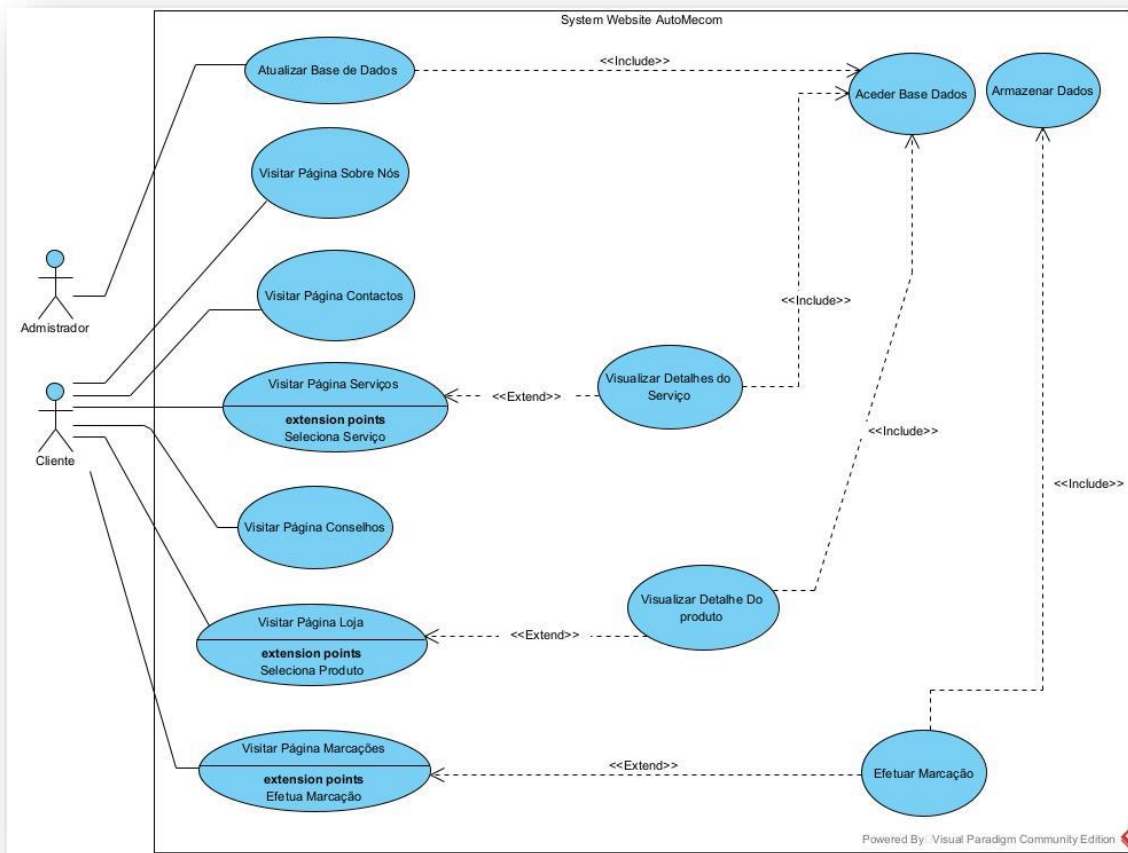 System Website AutoMecom
Atualizar Base de Dados
<<Include>>
Aceder Base Dados
Armazenar Dados
Visitar Página Sobre Nós
Admistrador
Visitar Página Contactos
<<Include>>
Visitar Página Serviços
extension points
Seleciona Serviço
<<Extend>>
Visualizar Detalhes do
Serviço
<<Include>>
Cliente
<<Include>>
Visitar Página Conselhos
Visualizar Detalhe Do
produto
Visitar Página Loja
extension points
Seleciona Produto
<<Extend>>
Visitar Página Marcações
extension points
Efetua Marcação
<<Extend>>
Efetuar Marcação
Powered By Visual Paradigm Community Edition